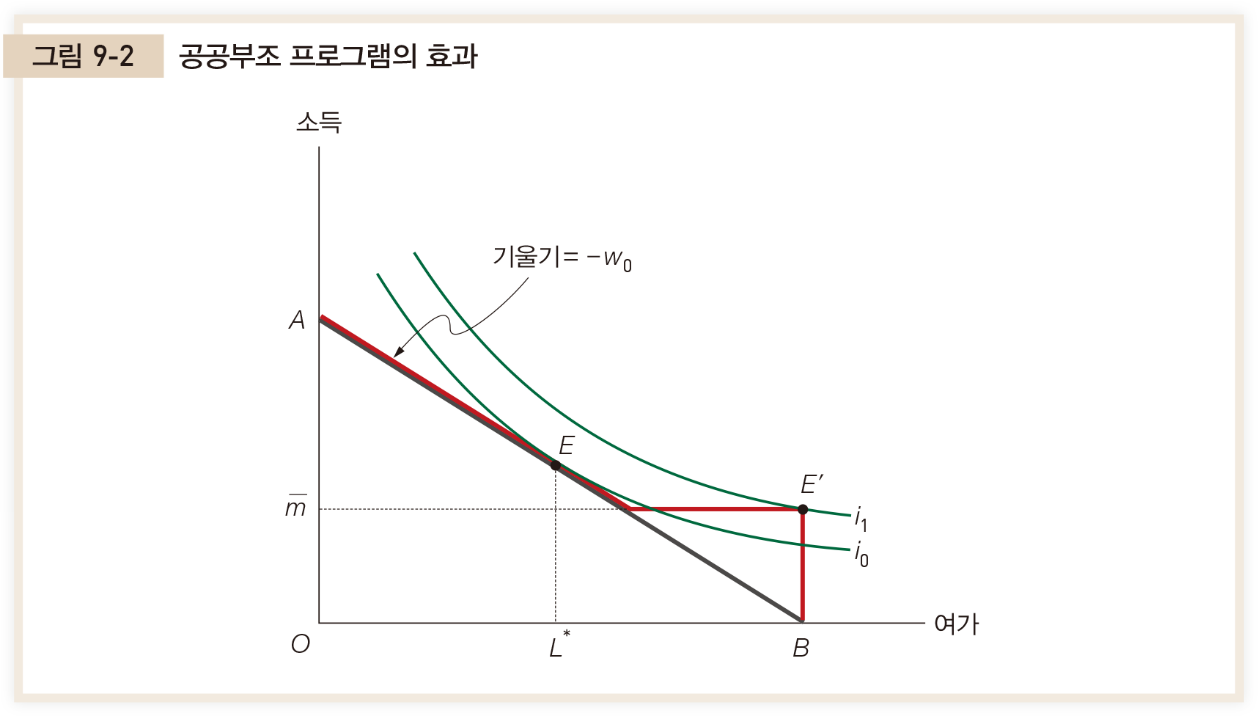 그림 9-2 공공부조 프로그램의 효과
소득
기울기= −w₀
A
E
E′
m̅
i₁
i₀
여가
O
L*
B